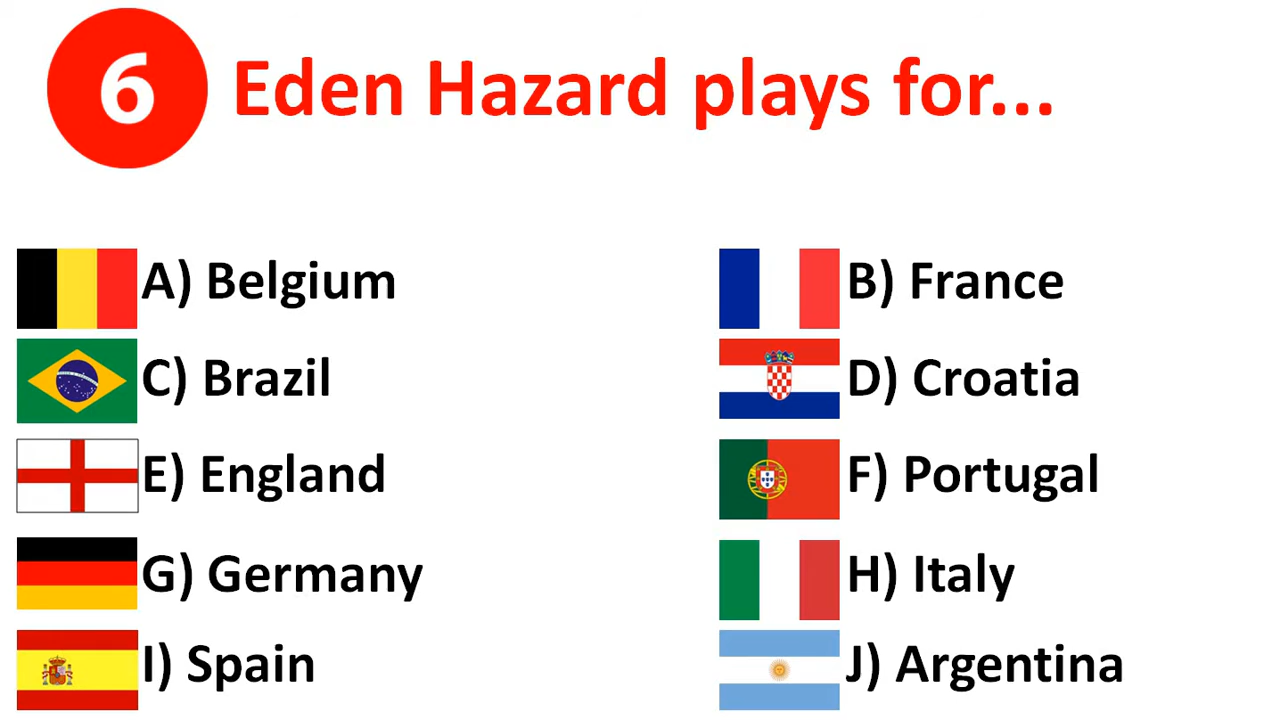 6 Eden Hazard plays for...
A) Belgium
B) France
C) Brazil
D) Croatia
E) England
F) Portugal
G) Germany
H) Italy
I) Spain
J) Argentina